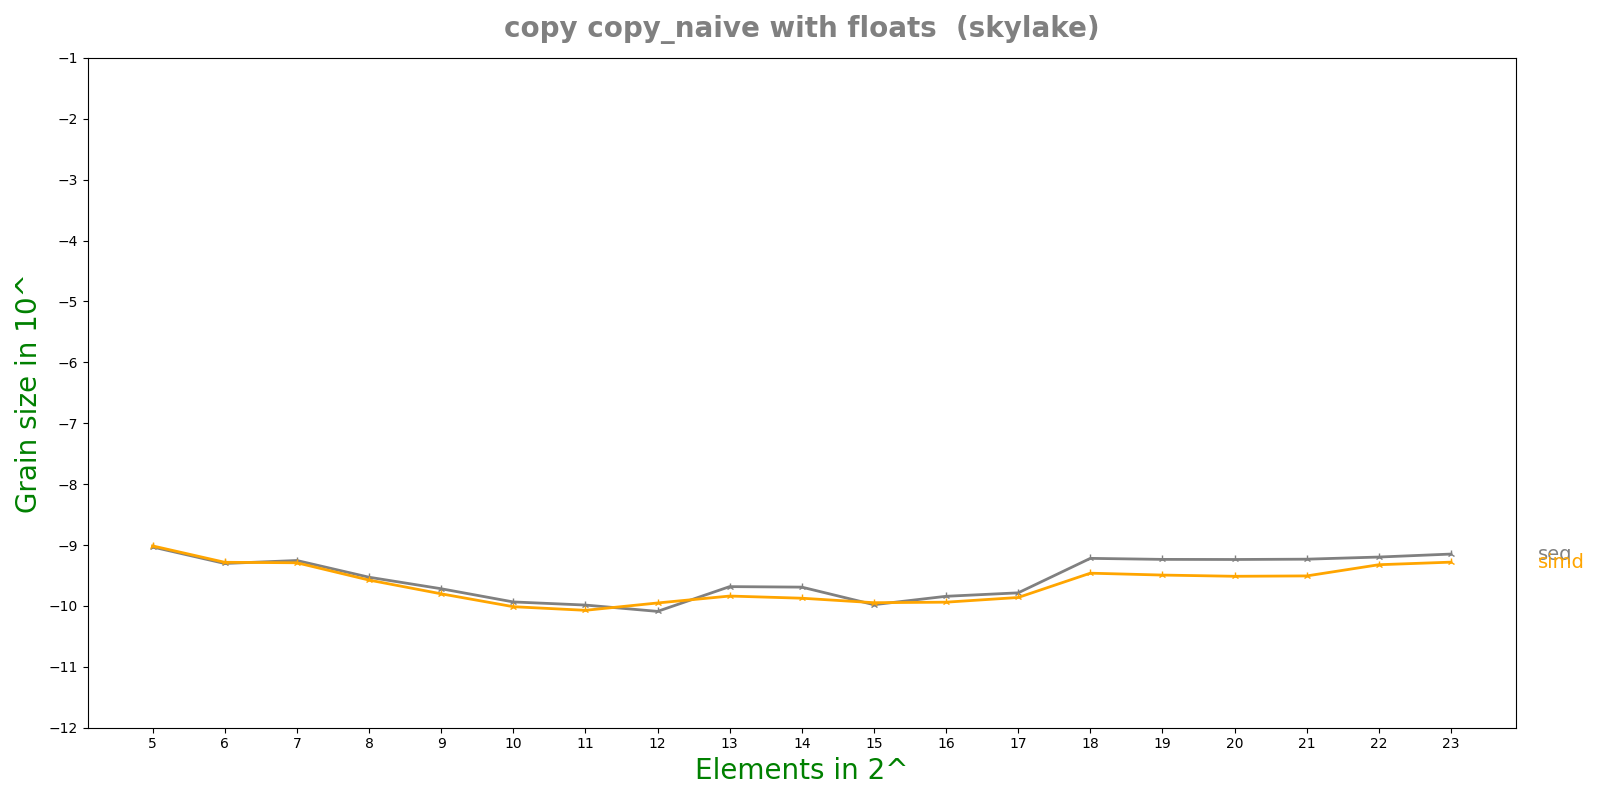 copy copy_naive with floats  (skylake)
Grain size in 10^
−1
−2
−3
−4
−5
−6
−7
−8
−9
−10
−11
−12
seq
simd
5 6 7 8 9 10 11 12 13 14 15 16 17 18 19 20 21 22 23
Elements in 2^